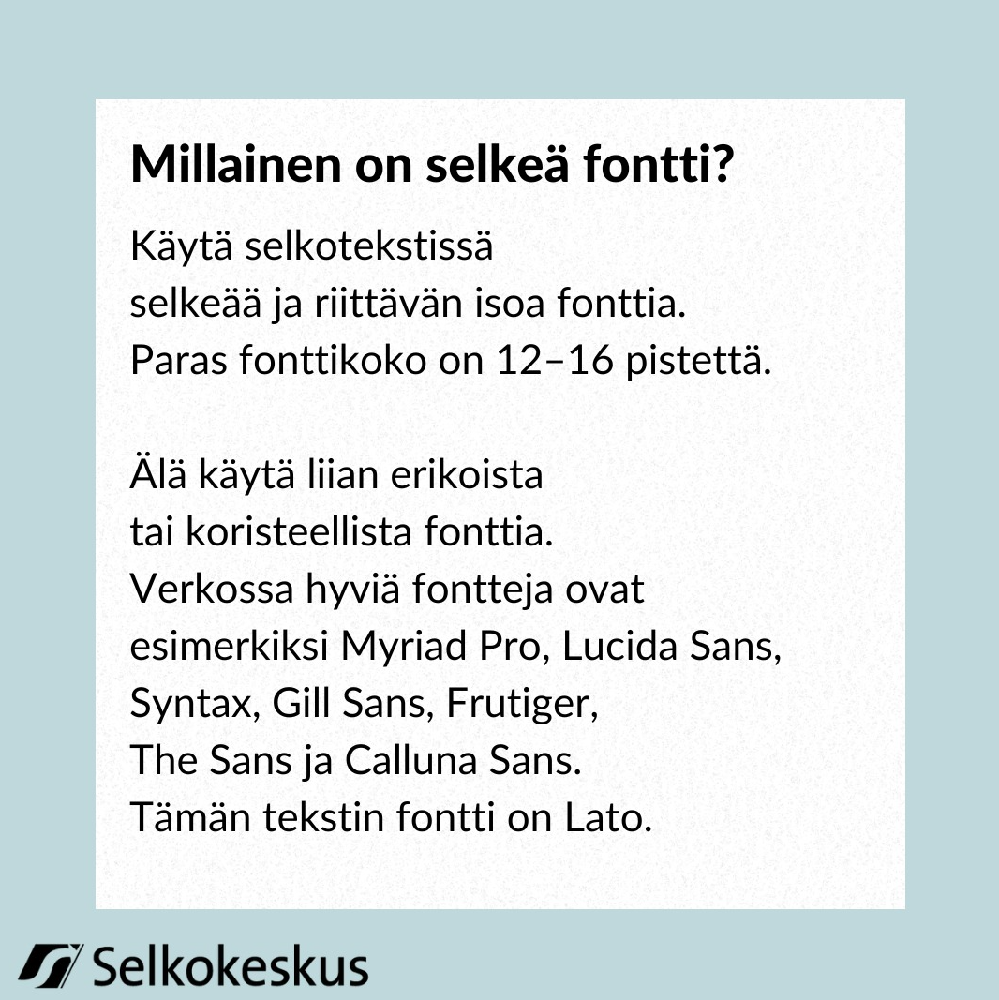 Millainen on selkeä fontti?
Käytä selkotekstissä
selkeää ja riittävän isoa fonttia.
Paras fonttikoko on 12–16 pistettä.
Älä käytä liian erikoista
tai koristeellista fonttia.
Verkossa hyviä fontteja ovat
esimerkiksi Myriad Pro, Lucida Sans,
Syntax, Gill Sans, Frutiger,
The Sans ja Calluna Sans.
Tämän tekstin fontti on Lato.
Selkokeskus